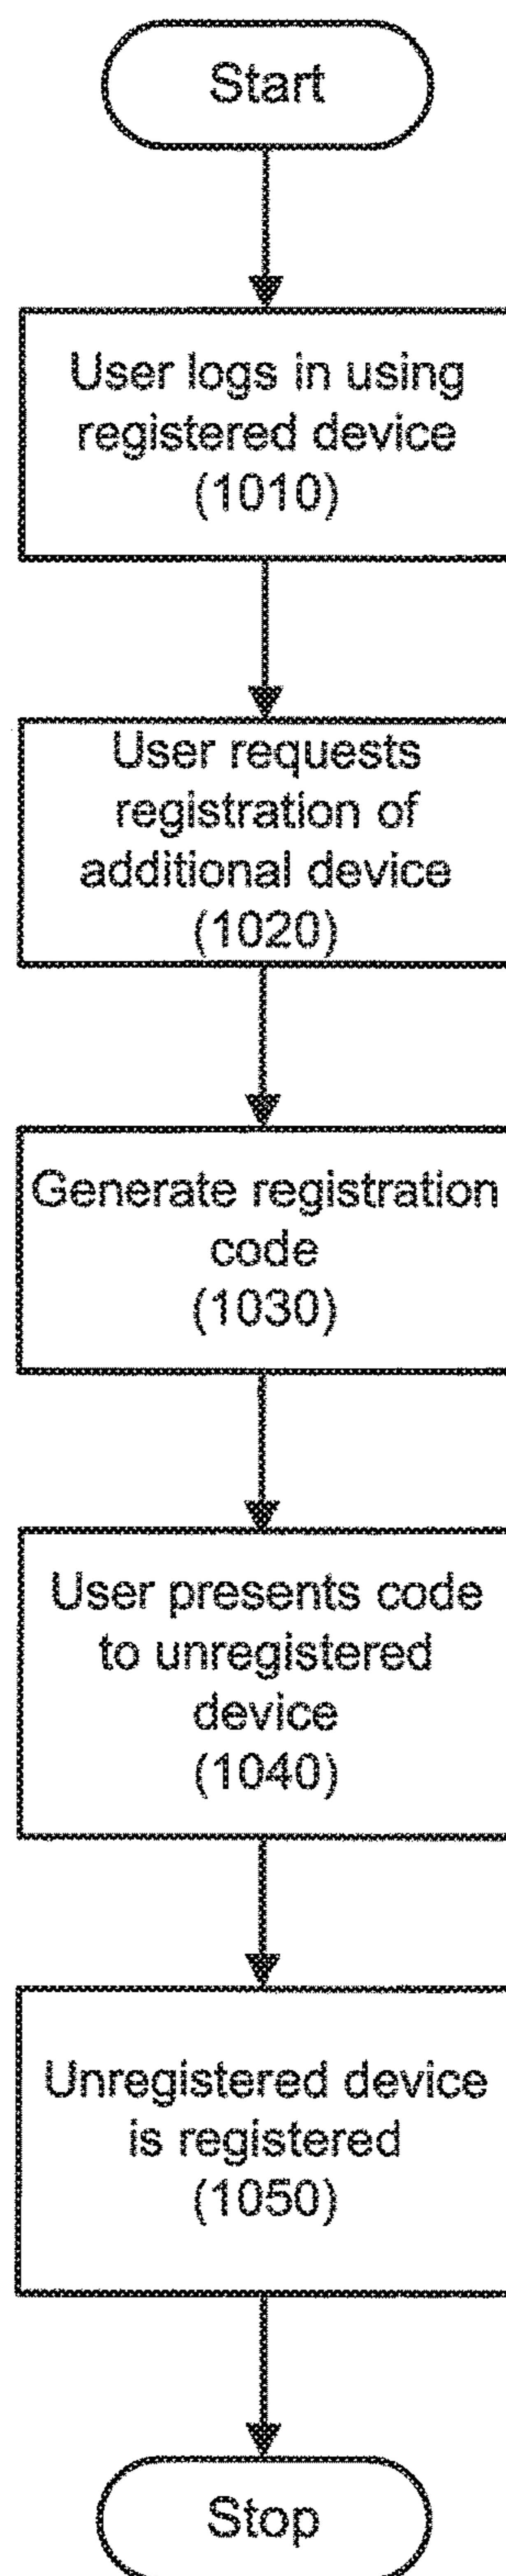 Start
User logs in using
registered device
(1010)
User requests
registration of
additional device
(1020)
Generate registration
code
(1030)
User presents code
to unregistered
device
(1040)
Unregistered device
is registered
(1050)
Stop